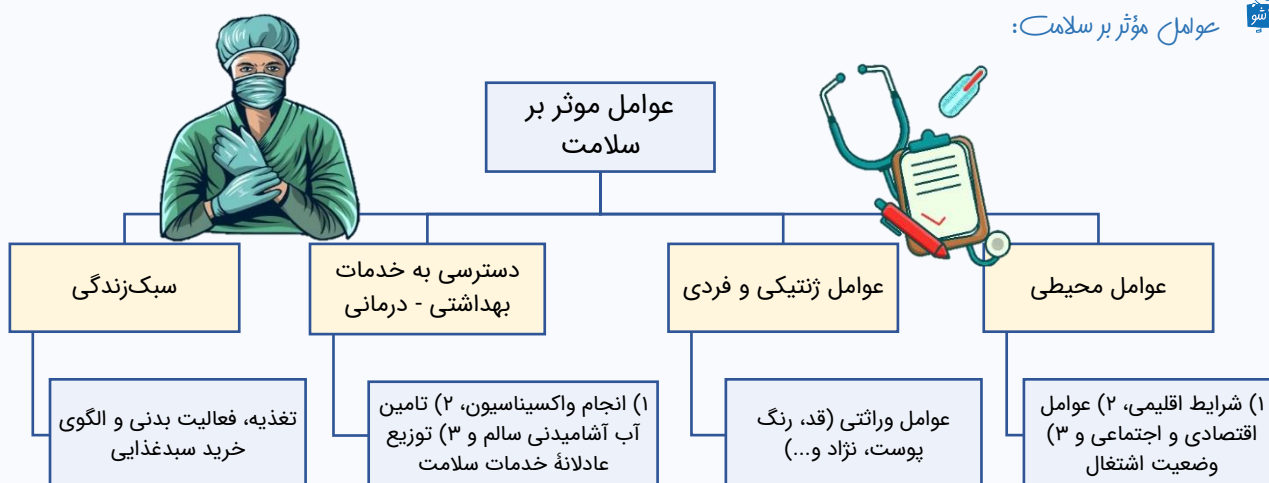 شو
عوامل مؤثر بر سلامت:
عوامل موثر بر
سلامت
عوامل محیطی
عوامل ژنتیکی و فردی
دسترسی به خدمات
بهداشتی - درمانی
سبک‌زندگی
۱) شرایط اقلیمی، ۲) عوامل
اقتصادی و اجتماعی و ۳)
وضعیت اشتغال
عوامل وراثتی (قد، رنگ
پوست، نژاد و...)
۱) انجام واکسیناسیون، ۲) تامین
آب آشامیدنی سالم و ۳) توزیع
عادلانهٔ خدمات سلامت
تغذیه، فعالیت بدنی و الگوی
خرید سبدغذایی